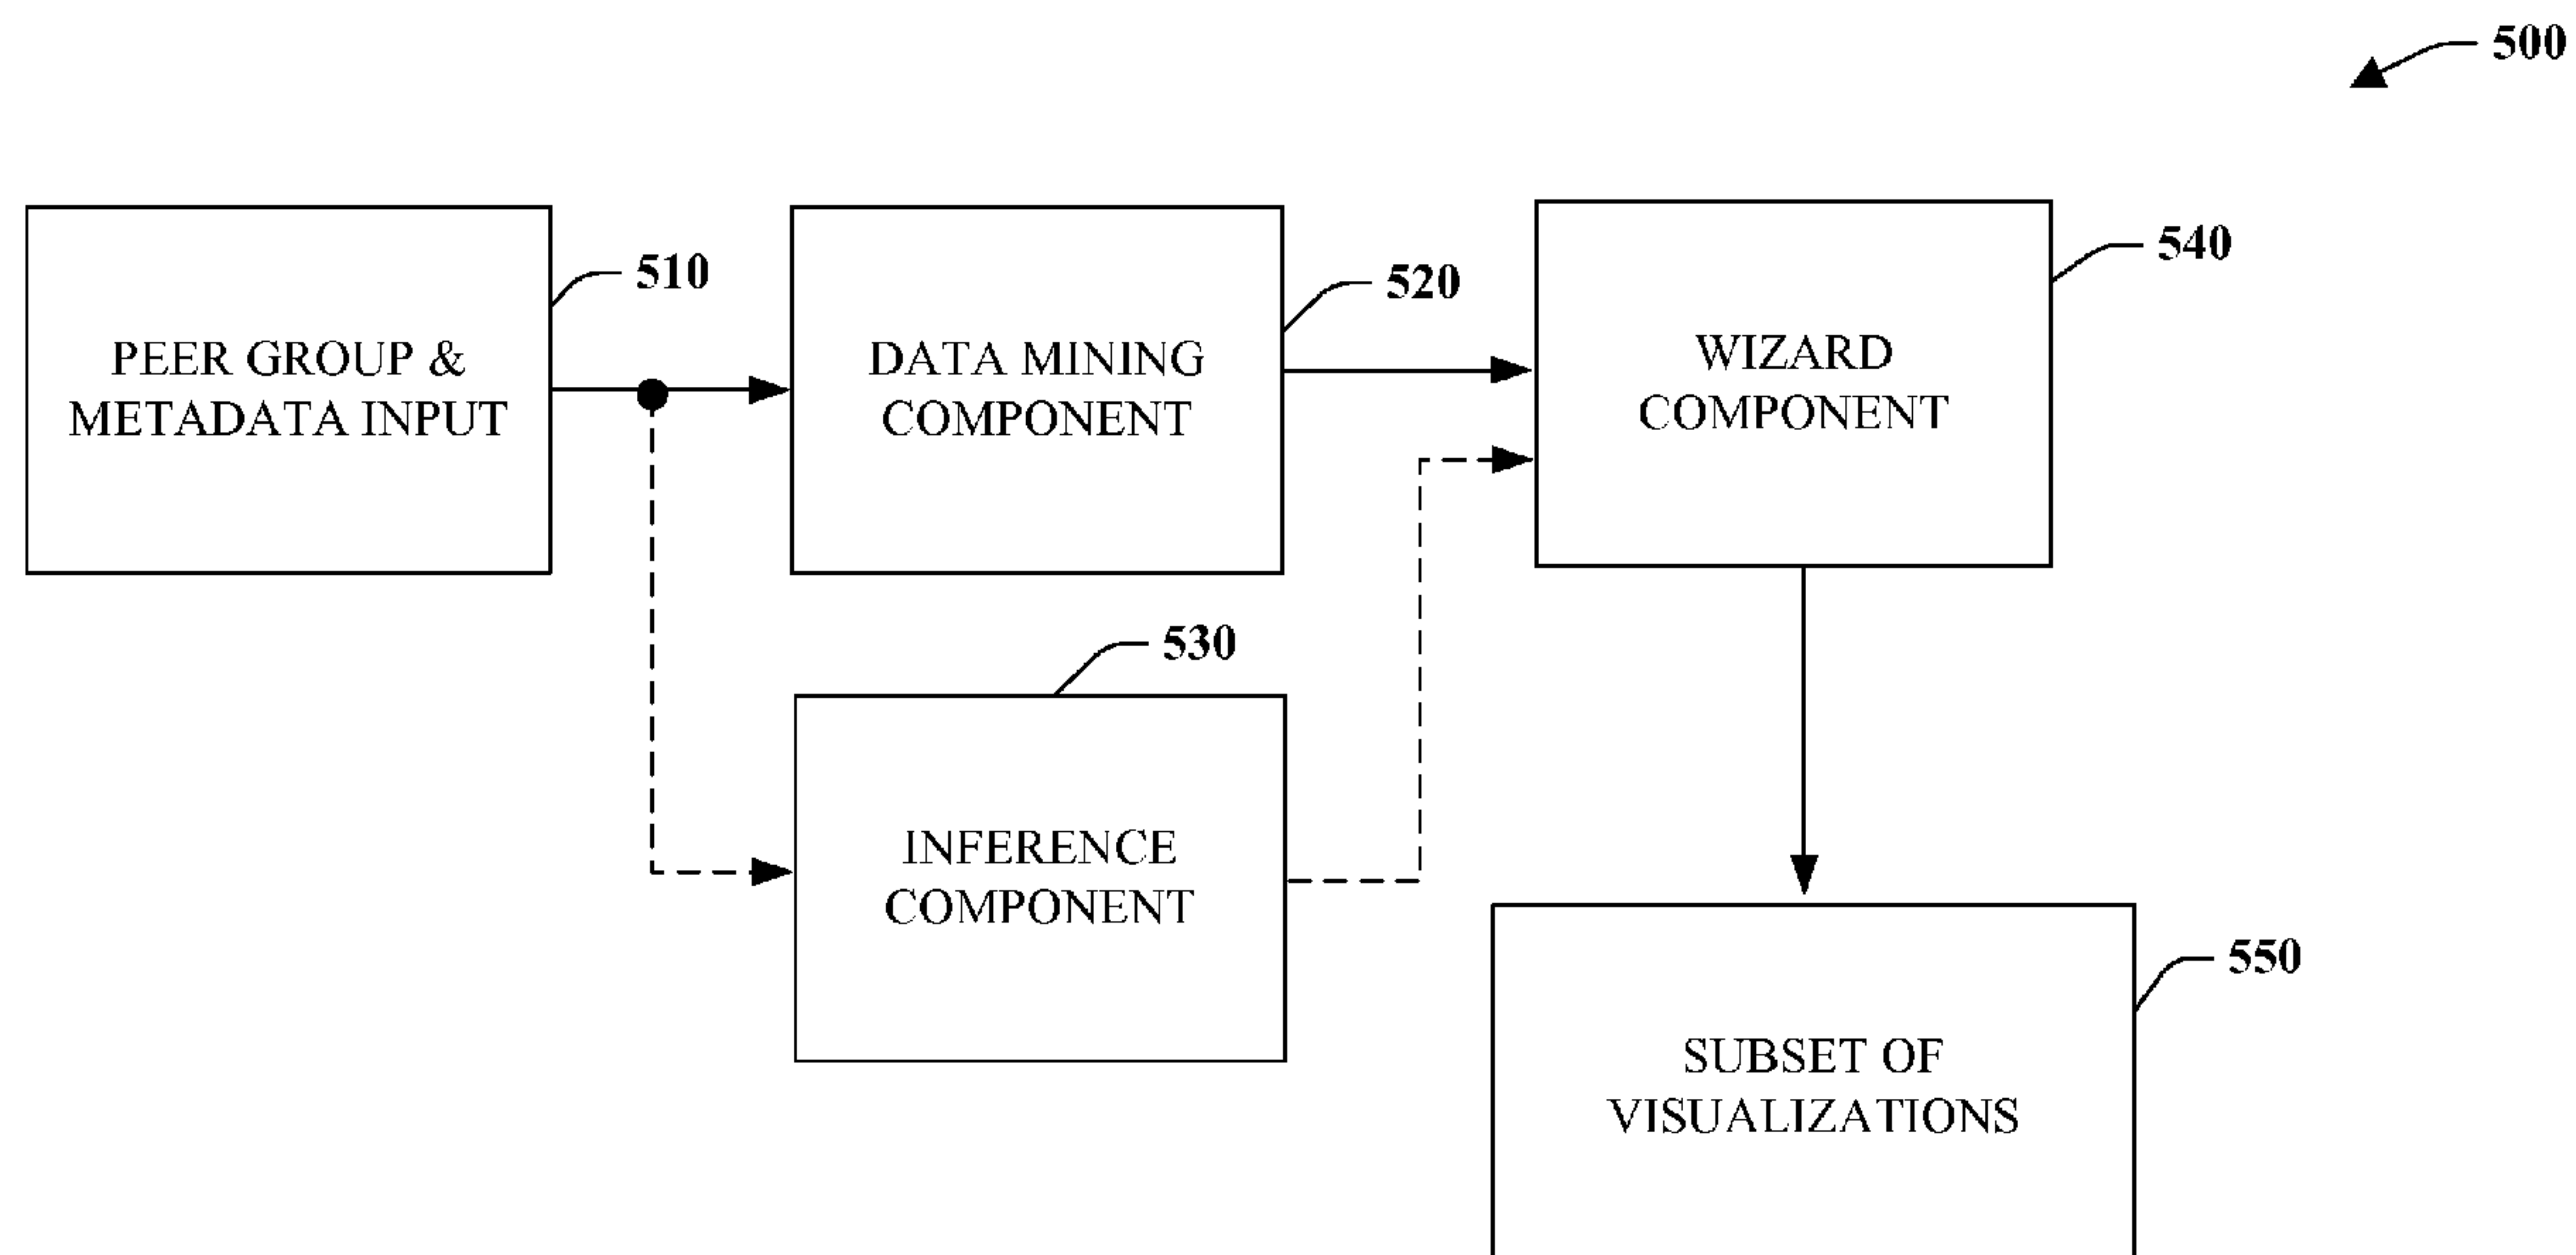 500
PEER GROUP &
METADATA INPUT
510
DATA MINING
COMPONENT
520
WIZARD
COMPONENT
540
530
INFERENCE
COMPONENT
550
SUBSET OF
VISUALIZATIONS